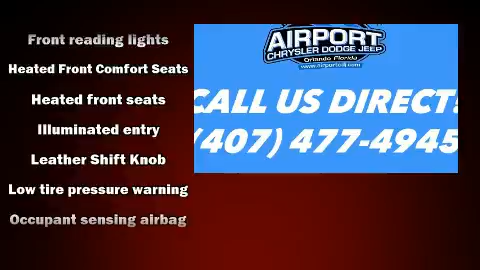 Front reading lights
Heated Front Comfort Seats
Heated front seats
Illuminated entry
Leather Shift Knob
Low tire pressure warning
Occupant sensing airbag
AIRPORT
CHRYSLER DODGE JEEP
Orlando, Florida
CALL US DIRECT!
(407) 477-4945